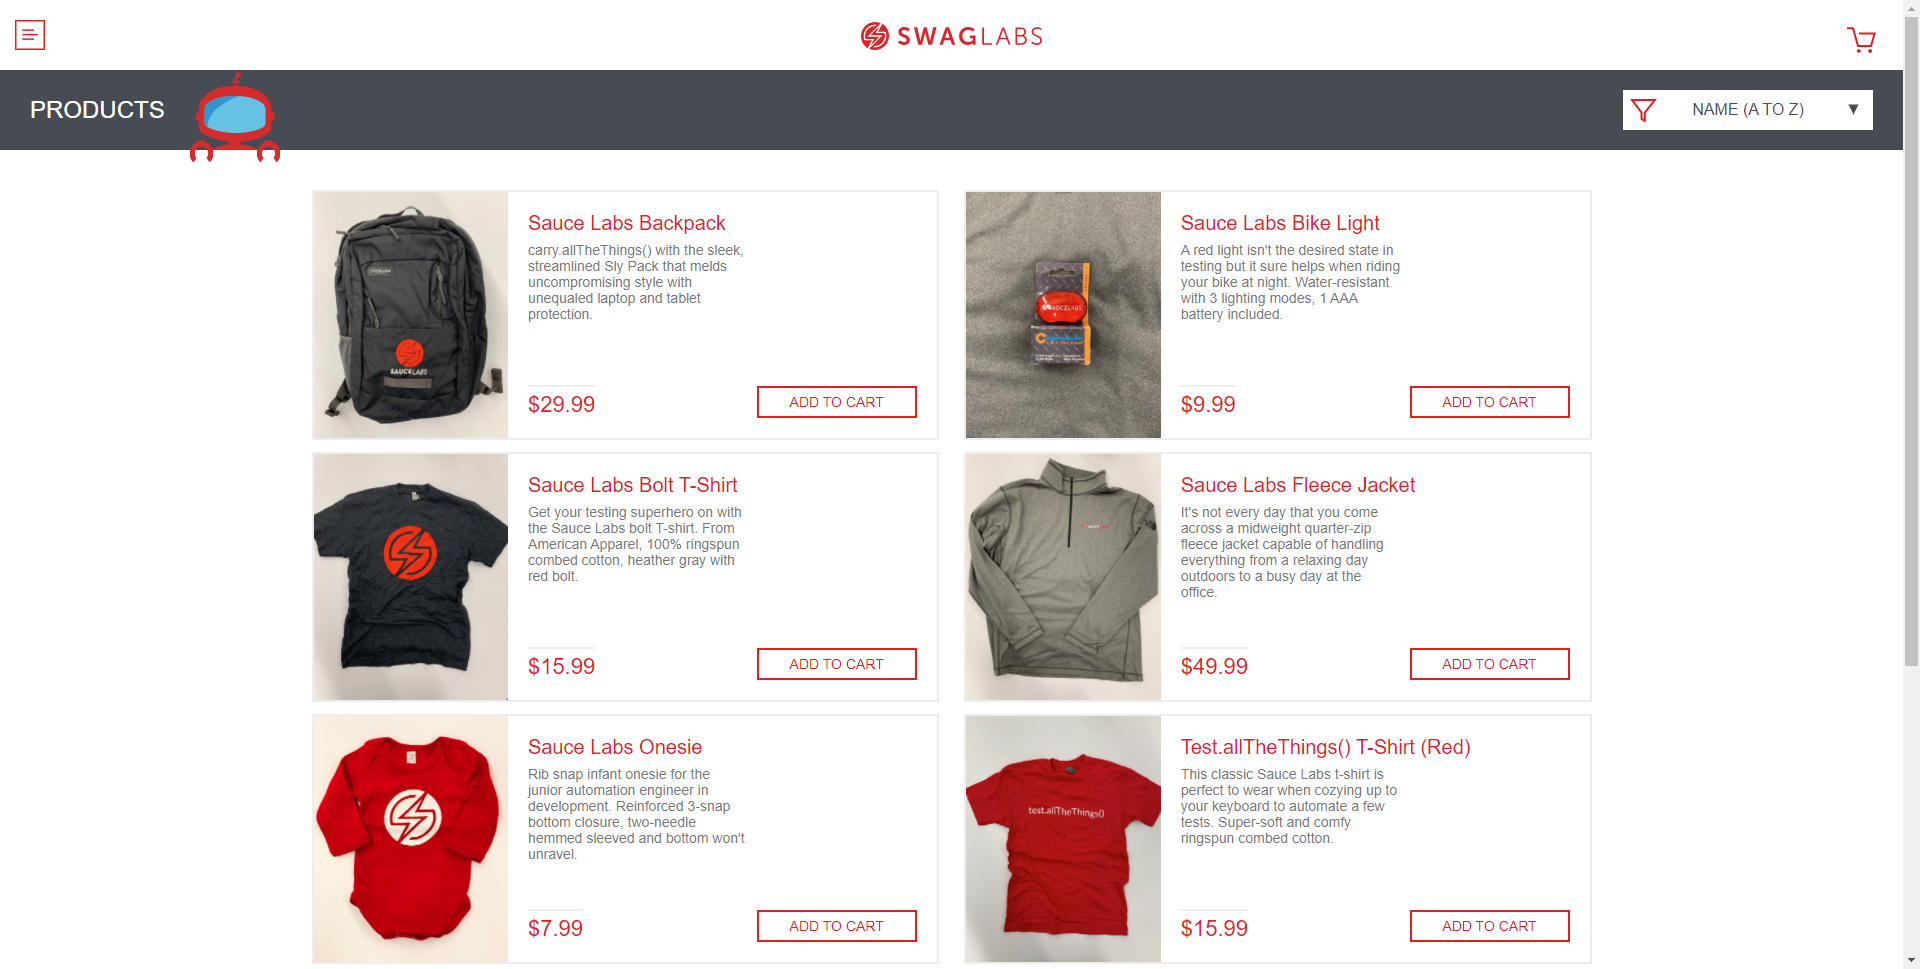 SWAGLABS
PRODUCTS
NAME (A TO Z)
Sauce Labs Backpack
carry.allTheThings() with the sleek,
streamlined Sly Pack that melds
uncompromising style with
unequaled laptop and tablet
protection.
$29.99
ADD TO CART
SAUCELABS
Sauce Labs Bike Light
A red light isn't the desired state in
testing but it sure helps when riding
your bike at night. Water-resistant
with 3 lighting modes, 1 AAA
battery included.
$9.99
ADD TO CART
SAUCELABS
Sauce Labs Bolt T-Shirt
Get your testing superhero on with
the Sauce Labs bolt T-shirt. From
American Apparel, 100% ringspun
combed cotton, heather gray with
red bolt.
$15.99
ADD TO CART
Sauce Labs Fleece Jacket
It's not every day that you come
across a midweight quarter-zip
fleece jacket capable of handling
everything from a relaxing day
outdoors to a busy day at the
office.
$49.99
ADD TO CART
Sauce Labs Onesie
Rib snap infant onesie for the
junior automation engineer in
development. Reinforced 3-snap
bottom closure, two-needle
hemmed sleeved and bottom won't
unravel.
$7.99
ADD TO CART
test.allTheThings()
Test.allTheThings() T-Shirt (Red)
This classic Sauce Labs t-shirt is
perfect to wear when cozying up to
your keyboard to automate a few
tests. Super-soft and comfy
ringspun combed cotton.
$15.99
ADD TO CART